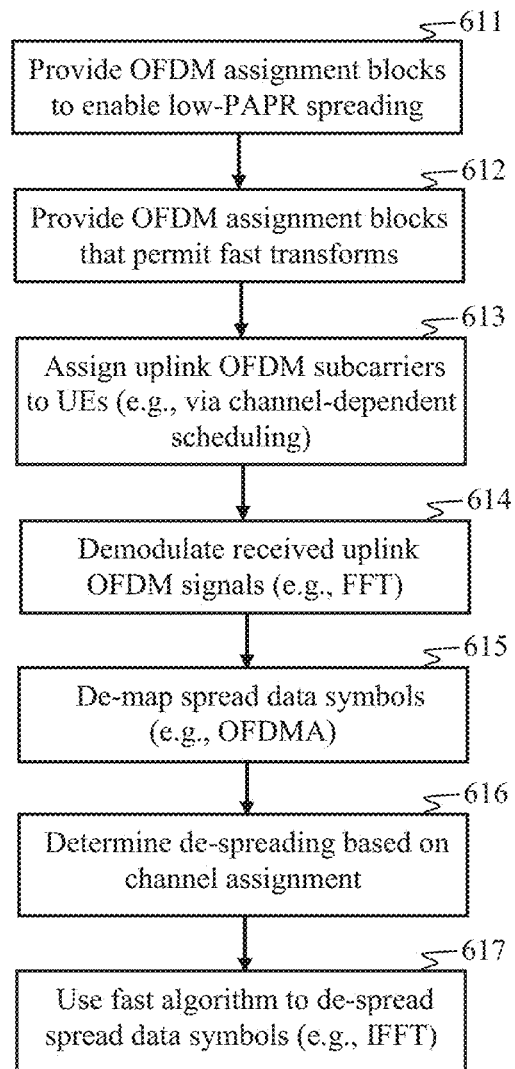 611
Provide OFDM assignment blocks
to enable low-PAPR spreading
612
Provide OFDM assignment blocks
that permit fast transforms
613
Assign uplink OFDM subcarriers
to UEs (e.g., via channel-dependent
scheduling)
614
Demodulate received uplink
OFDM signals (e.g., FFT)
615
De-map spread data symbols
(e.g., OFDMA)
616
Determine de-spreading based on
channel assignment
617
Use fast algorithm to de-spread
spread data symbols (e.g., IFFT)